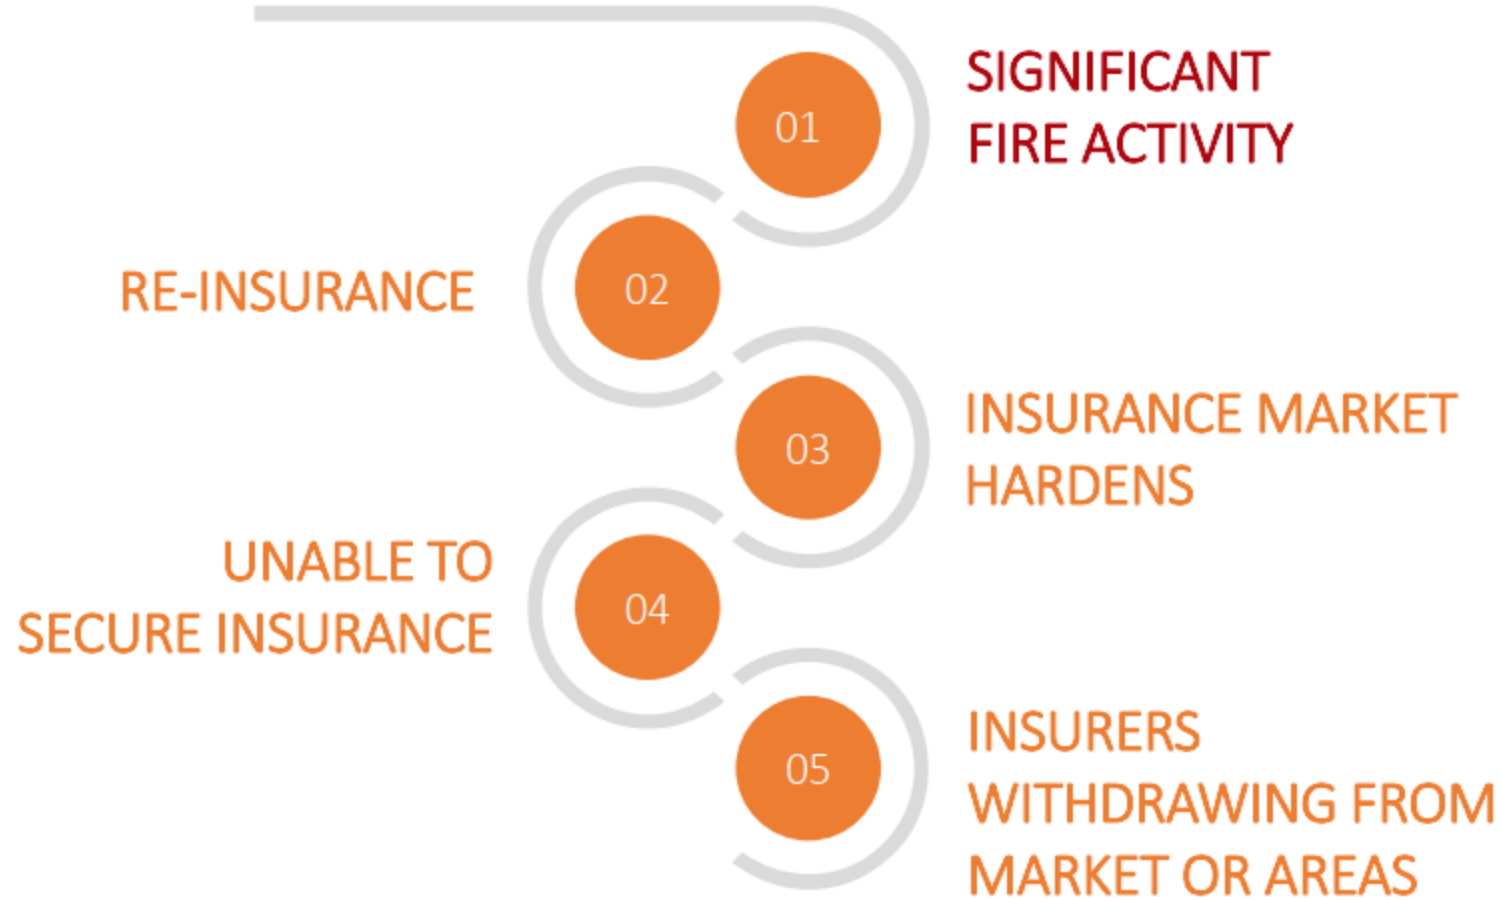 01
SIGNIFICANT
FIRE ACTIVITY
RE-INSURANCE
02
03
INSURANCE MARKET
HARDENS
UNABLE TO
SECURE INSURANCE
04
05
INSURERS
WITHDRAWING FROM
MARKET OR AREAS